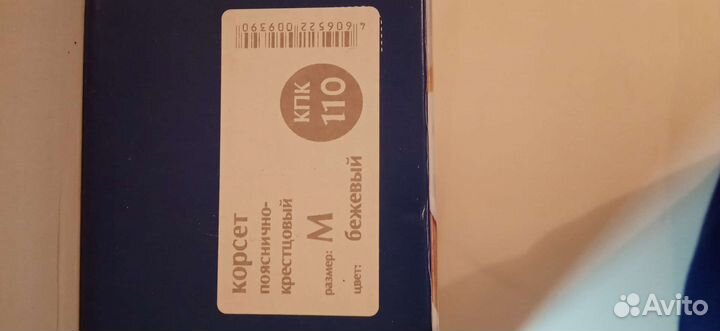 корсет
пояснично-
крестцовый
размер: М
цвет: бежевый
КПК
110
4 606522 009390
Avito